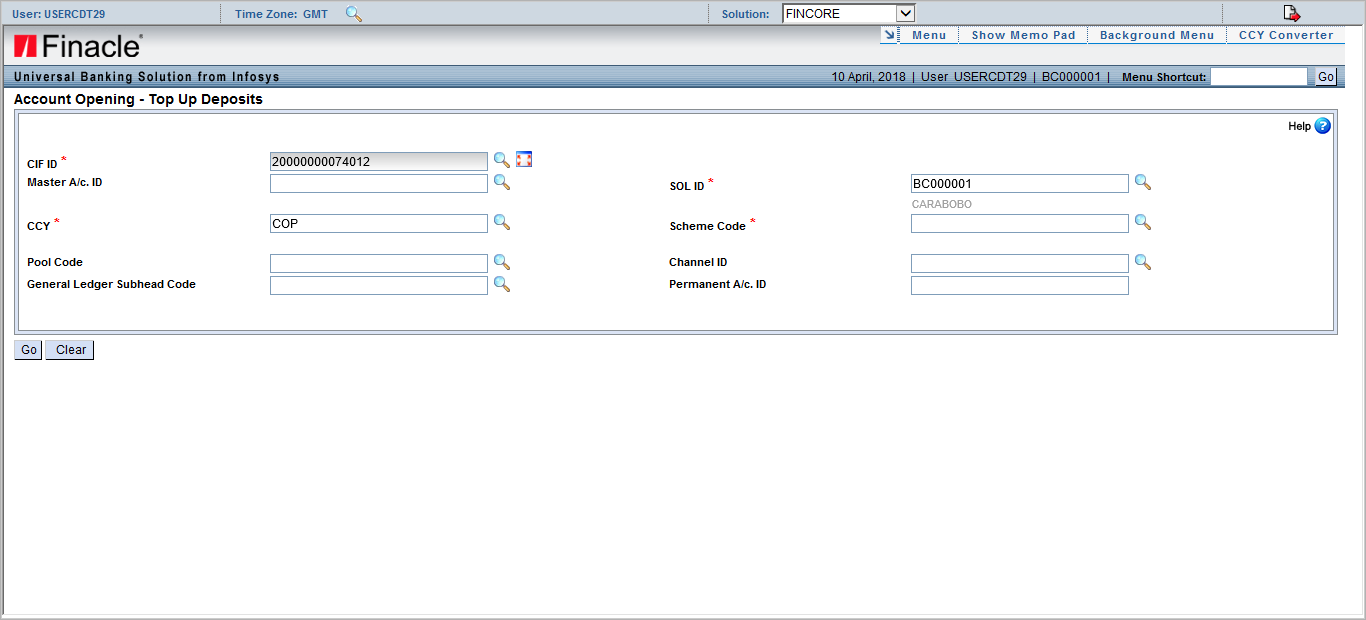 User: USERCDT29 Time Zone: GMT Solution: FINCORE
Finacle
Menu Show Memo Pad Background Menu CCY Converter
Universal Banking Solution from Infosys 10 April, 2018 | User USERCDT29 | BC000001 | Menu Shortcut: Go
Account Opening - Top Up Deposits
Help ?
CIF ID * 20000000074012
Master A/c. ID SOL ID * BC000001
CARABOBO
CCY * COP Scheme Code *
Pool Code Channel ID
General Ledger Subhead Code Permanent A/c. ID
Go Clear